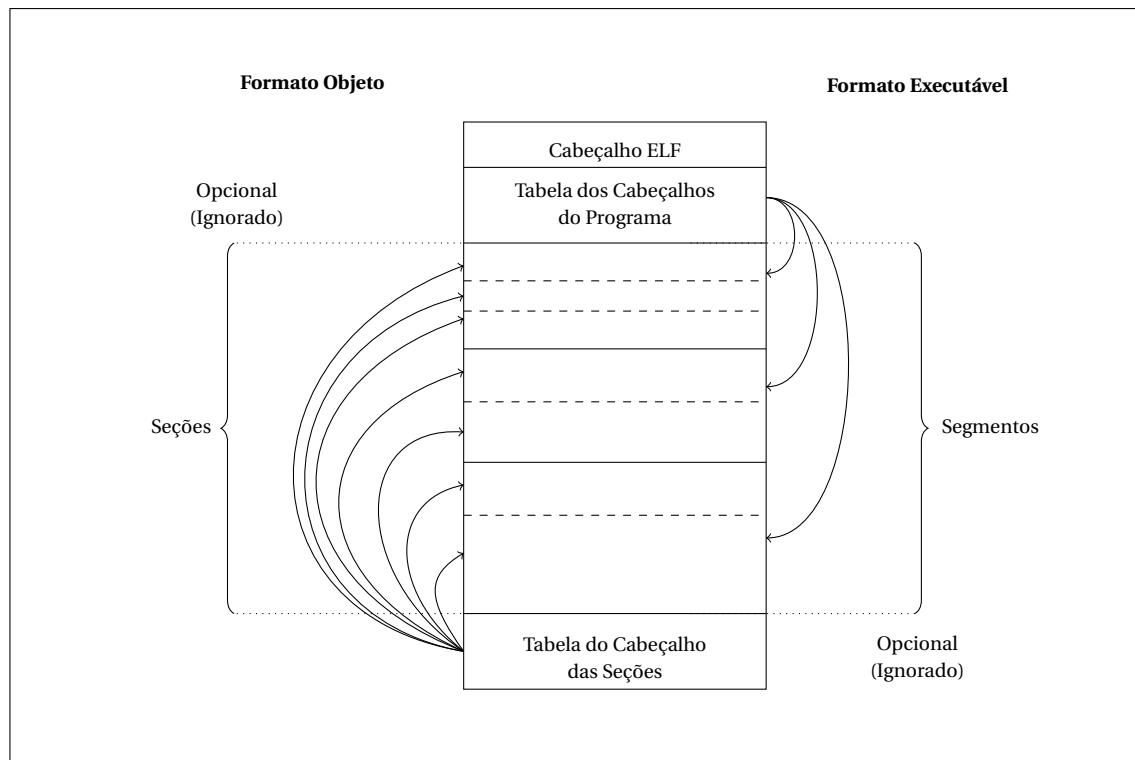 Formato Objeto
Formato Executável
Cabeçalho ELF
Opcional
(Ignorado)
Tabela dos Cabeçalhos
do Programa
Seções
Segmentos
Tabela do Cabeçalho
das Seções
Opcional
(Ignorado)